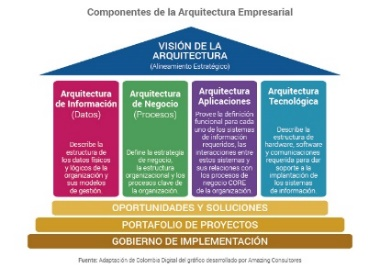 Componentes de la Arquitectura Empresarial
VISIÓN DE LA
ARQUITECTURA
(Alineamiento Estratégico)
Arquitectura
de Información
(Datos)
Describe la
estructura de
los datos físicos
y lógicos de la
organización y
sus modelos
de gestión.
Arquitectura
de Negocio
(Procesos)
Define la estrategia
de negocio,
la estructura
organizacional y los
procesos clave de la
organización.
Arquitectura
Aplicaciones
Provee la definición
funcional para cada
uno de los sistemas
de información
requeridos, las
interacciones entre
estos sistemas y
sus relaciones con
los procesos de
negocio CORE
de la organización.
Arquitectura
Tecnológica
Describe la
estructura de
hardware, software
y comunicaciones
requerida para dar
soporte a la
implantación de
los sistemas
de información.
OPORTUNIDADES Y SOLUCIONES
PORTAFOLIO DE PROYECTOS
GOBIERNO DE IMPLEMENTACIÓN
Fuente: Adaptación de Colombia Digital del gráfico desarrollado por Amazing Consultores